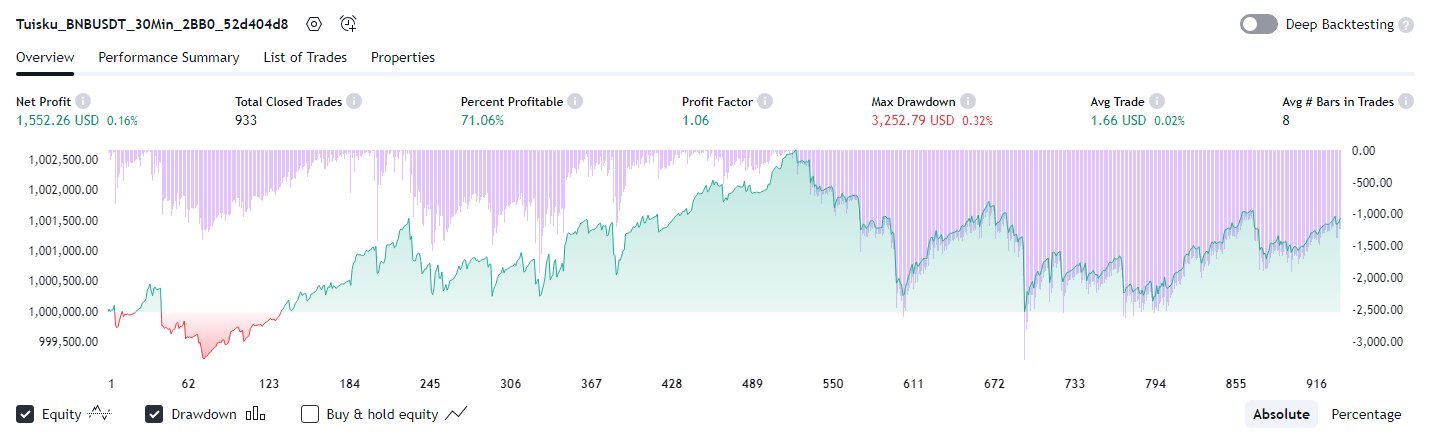 Tuisku_BNBUSDT_30Min_2BB0_52d404d8
Deep Backtesting ?
Overview Performance Summary List of Trades Properties
Net Profit Total Closed Trades Percent Profitable Profit Factor Max Drawdown Avg Trade Avg # Bars in Trades
1,552.26 USD 0.16% 933 71.06% 1.06 3,252.79 USD 0.32% 1.66 USD 0.02% 8
1,002,500.00 0.00
1,002,000.00 -500.00
1,001,500.00 -1,000.00
1,001,000.00 -1,500.00
1,000,500.00 -2,000.00
1,000,000.00 -2,500.00
999,500.00 -3,000.00
1 62 123 184 245 306 367 428 489 550 611 672 733 794 855 916
Equity Drawdown Buy & hold equity Absolute Percentage